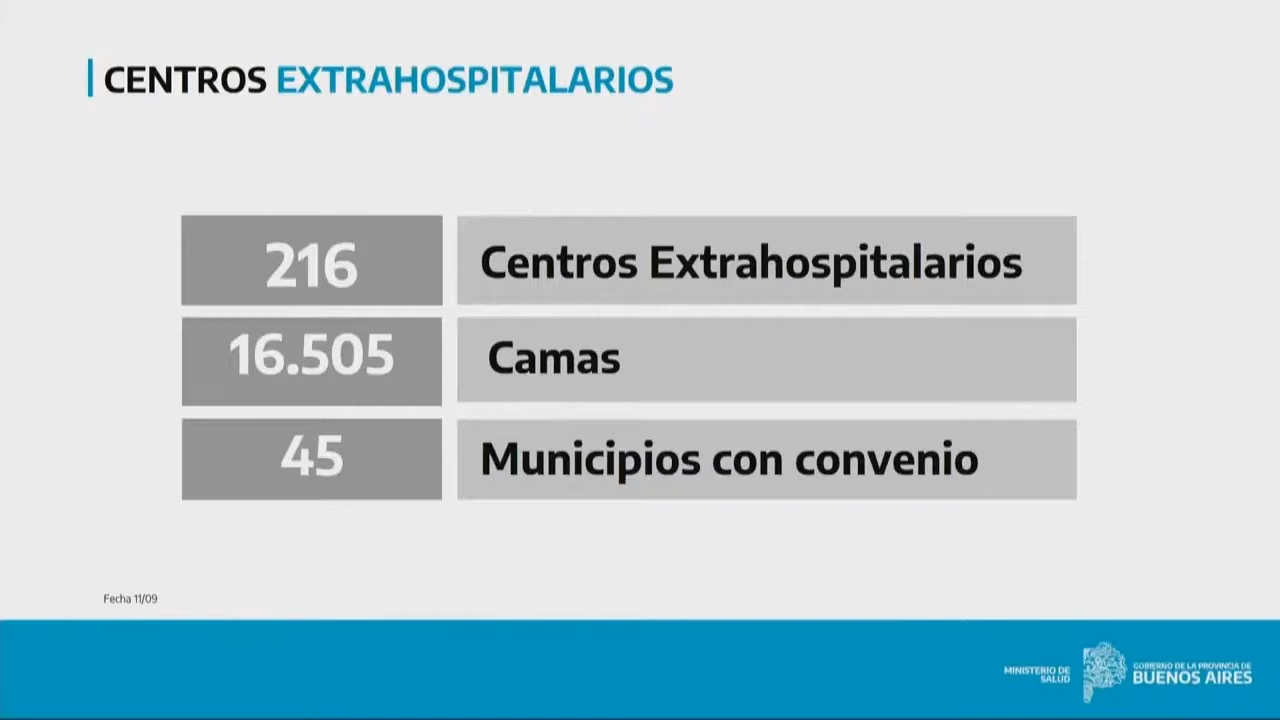 CENTROS EXTRAHOSPITALARIOS
216 Centros Extrahospitalarios
16.505 Camas
45 Municipios con convenio
Fecha 11/09
MINISTERIO DE
SALUD
GOBIERNO DE LA PROVINCIA DE
BUENOS AIRES